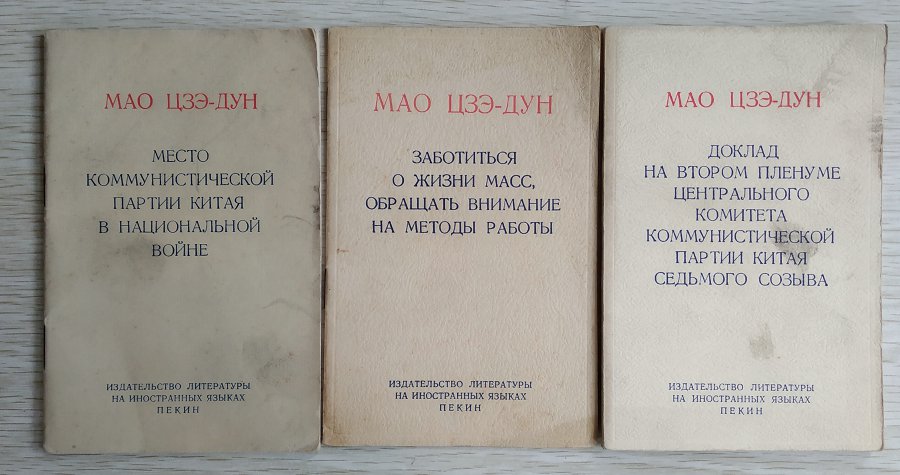 МАО ЦЗЭ-ДУН
МЕСТО
КОММУНИСТИЧЕСКОЙ
ПАРТИИ КИТАЯ
В НАЦИОНАЛЬНОЙ
ВОЙНЕ
ИЗДАТЕЛЬСТВО ЛИТЕРАТУРЫ
НА ИНОСТРАННЫХ ЯЗЫКАХ
ПЕКИН
МАО ЦЗЭ-ДУН
ЗАБОТИТЬСЯ
О ЖИЗНИ МАСС,
ОБРАЩАТЬ ВНИМАНИЕ
НА МЕТОДЫ РАБОТЫ
ИЗДАТЕЛЬСТВО ЛИТЕРАТУРЫ
НА ИНОСТРАННЫХ ЯЗЫКАХ
ПЕКИН
МАО ЦЗЭ-ДУН
ДОКЛАД
НА ВТОРОМ ПЛЕНУМЕ
ЦЕНТРАЛЬНОГО
КОМИТЕТА
КОММУНИСТИЧЕСКОЙ
ПАРТИИ КИТАЯ
СЕДЬМОГО СОЗЫВА
ИЗДАТЕЛЬСТВО ЛИТЕРАТУРЫ
НА ИНОСТРАННЫХ ЯЗЫКАХ
ПЕКИН